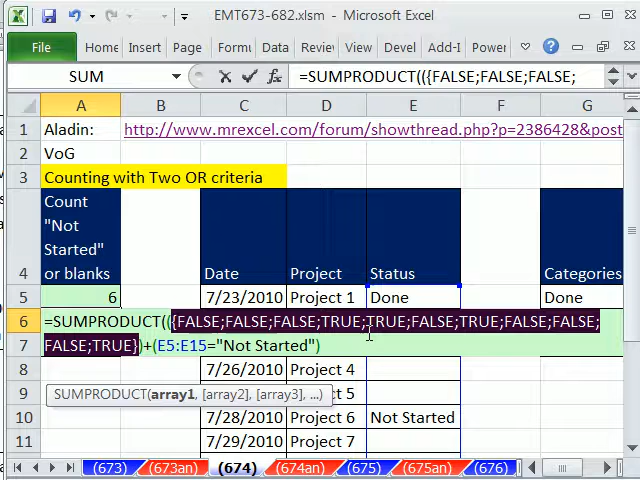 EMT673-682.xlsm - Microsoft Excel
File Home Insert Page Formu Data Revie View Devel Add-I Power
SUM =SUMPRODUCT(({FALSE;FALSE;FALSE;
A B C D E F G
1 Aladin: http://www.mrexcel.com/forum/showthread.php?p=2386428&post
2 VoG
3 Counting with Two OR criteria
Count
"Not
Started"
4 or blanks Date Project Status Categories
5 6 7/23/2010 Project 1 Done Done
6 =SUMPRODUCT(({FALSE;FALSE;FALSE;TRUE;TRUE;FALSE;TRUE;FALSE;FALSE;
7 FALSE;TRUE})+(E5:E15="Not Started")
8 7/26/2010 Project 4
SUMPRODUCT(array1, [array2], [array3], ...)
9 5
10 7/28/2010 Project 6 Not Started
11 7/29/2010 Project 7
(673) (673an) (674) (674an) (675) (675an) (676)